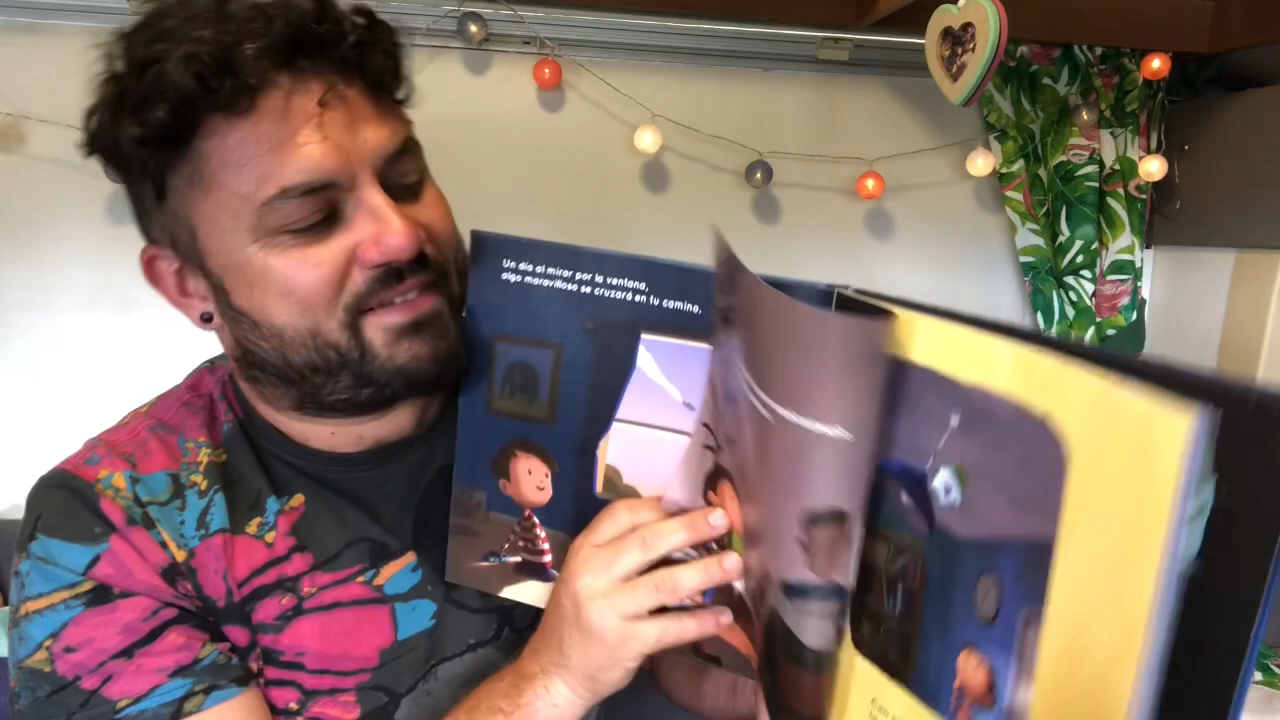 Un día al mirar por la ventana,
algo maravilloso se cruzará en tu camino,